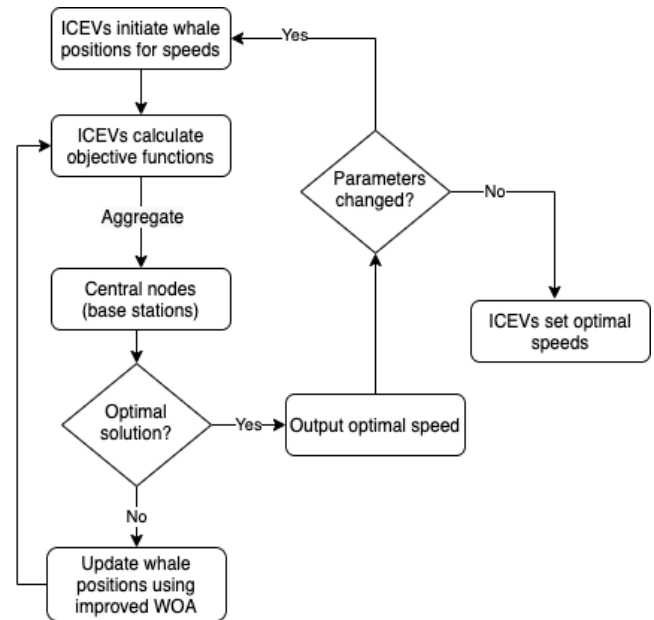 ICEVs initiate whale
positions for speeds
Yes
ICEVs calculate
objective functions
Parameters
changed?
No
Aggregate
Central nodes
(base stations)
ICEVs set optimal
speeds
Optimal
solution?
Yes
Output optimal speed
No
Update whale
positions using
improved WOA